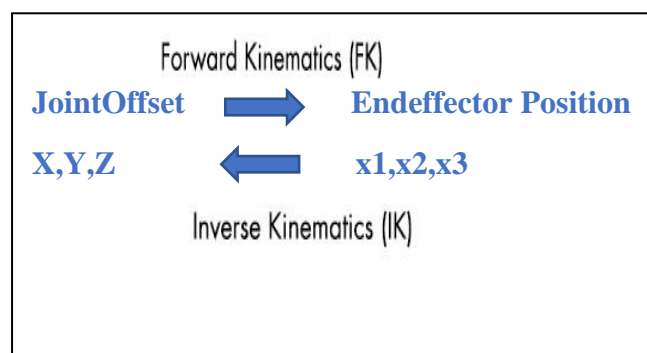 Forward Kinematics (FK)
JointOffset Endeffector Position
X,Y,Z x1,x2,x3
Inverse Kinematics (IK)